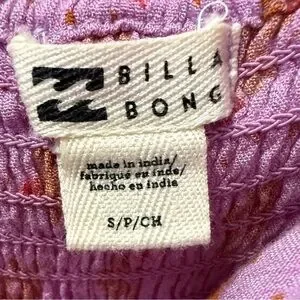 BILLA
BONG
made in india/
fabriqué en inde/
hecho en india
S/P/CH